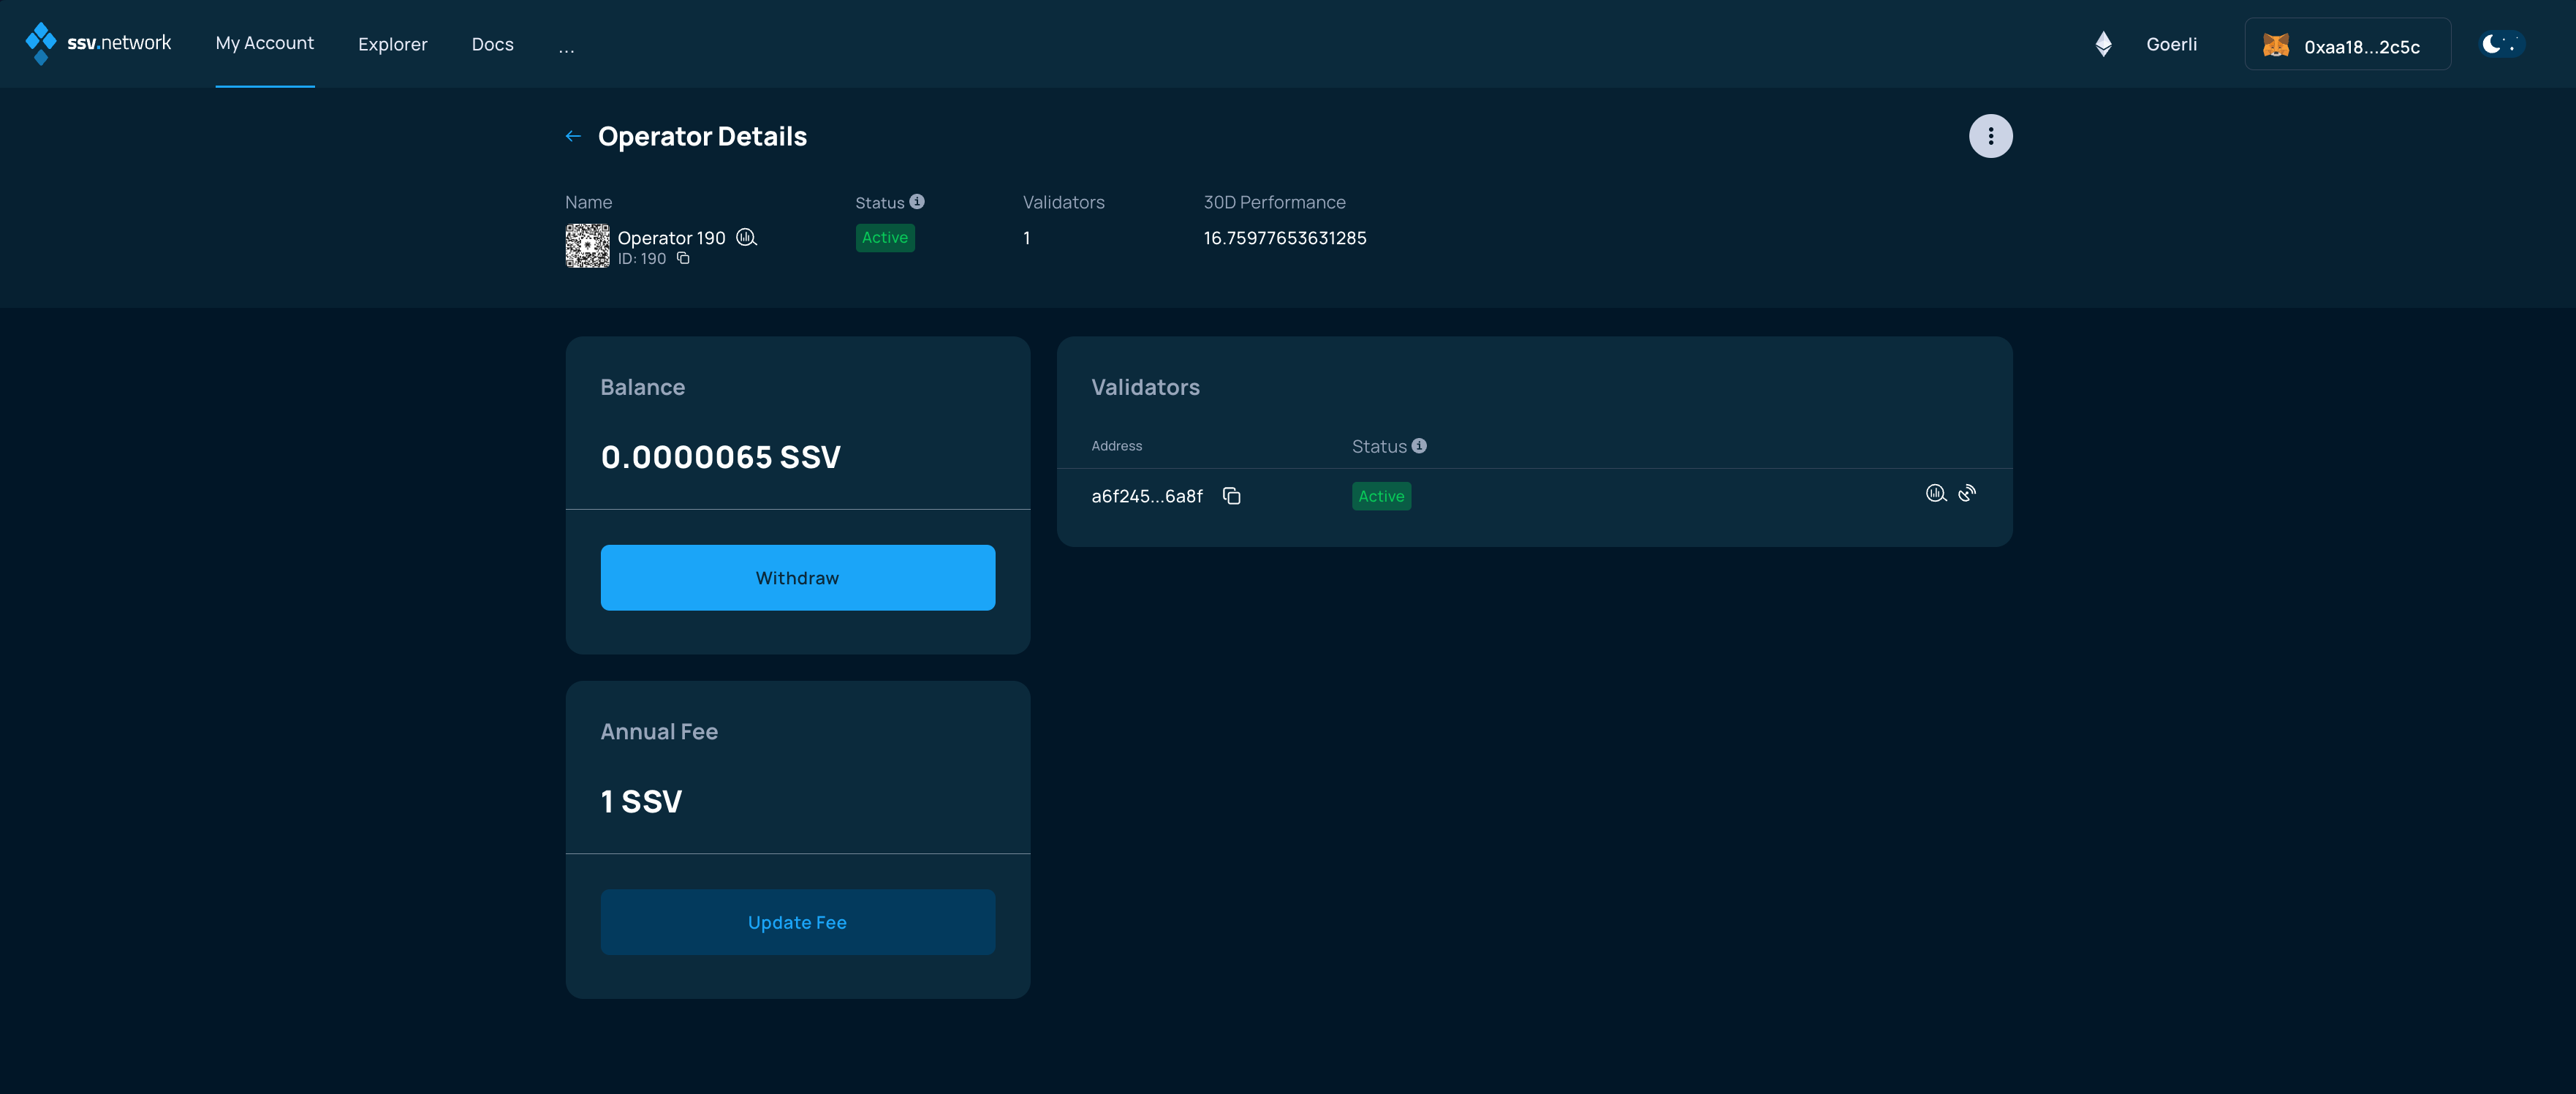 ssv.network My Account Explorer Docs ... Goerli 0xaa18...2c5c
Operator Details
Name Status Validators 30D Performance
Operator 190 Active 1 16.75977653631285
ID: 190
Balance
0.0000065 SSV
Withdraw
Validators
Address Status
a6f245...6a8f Active
Annual Fee
1 SSV
Update Fee